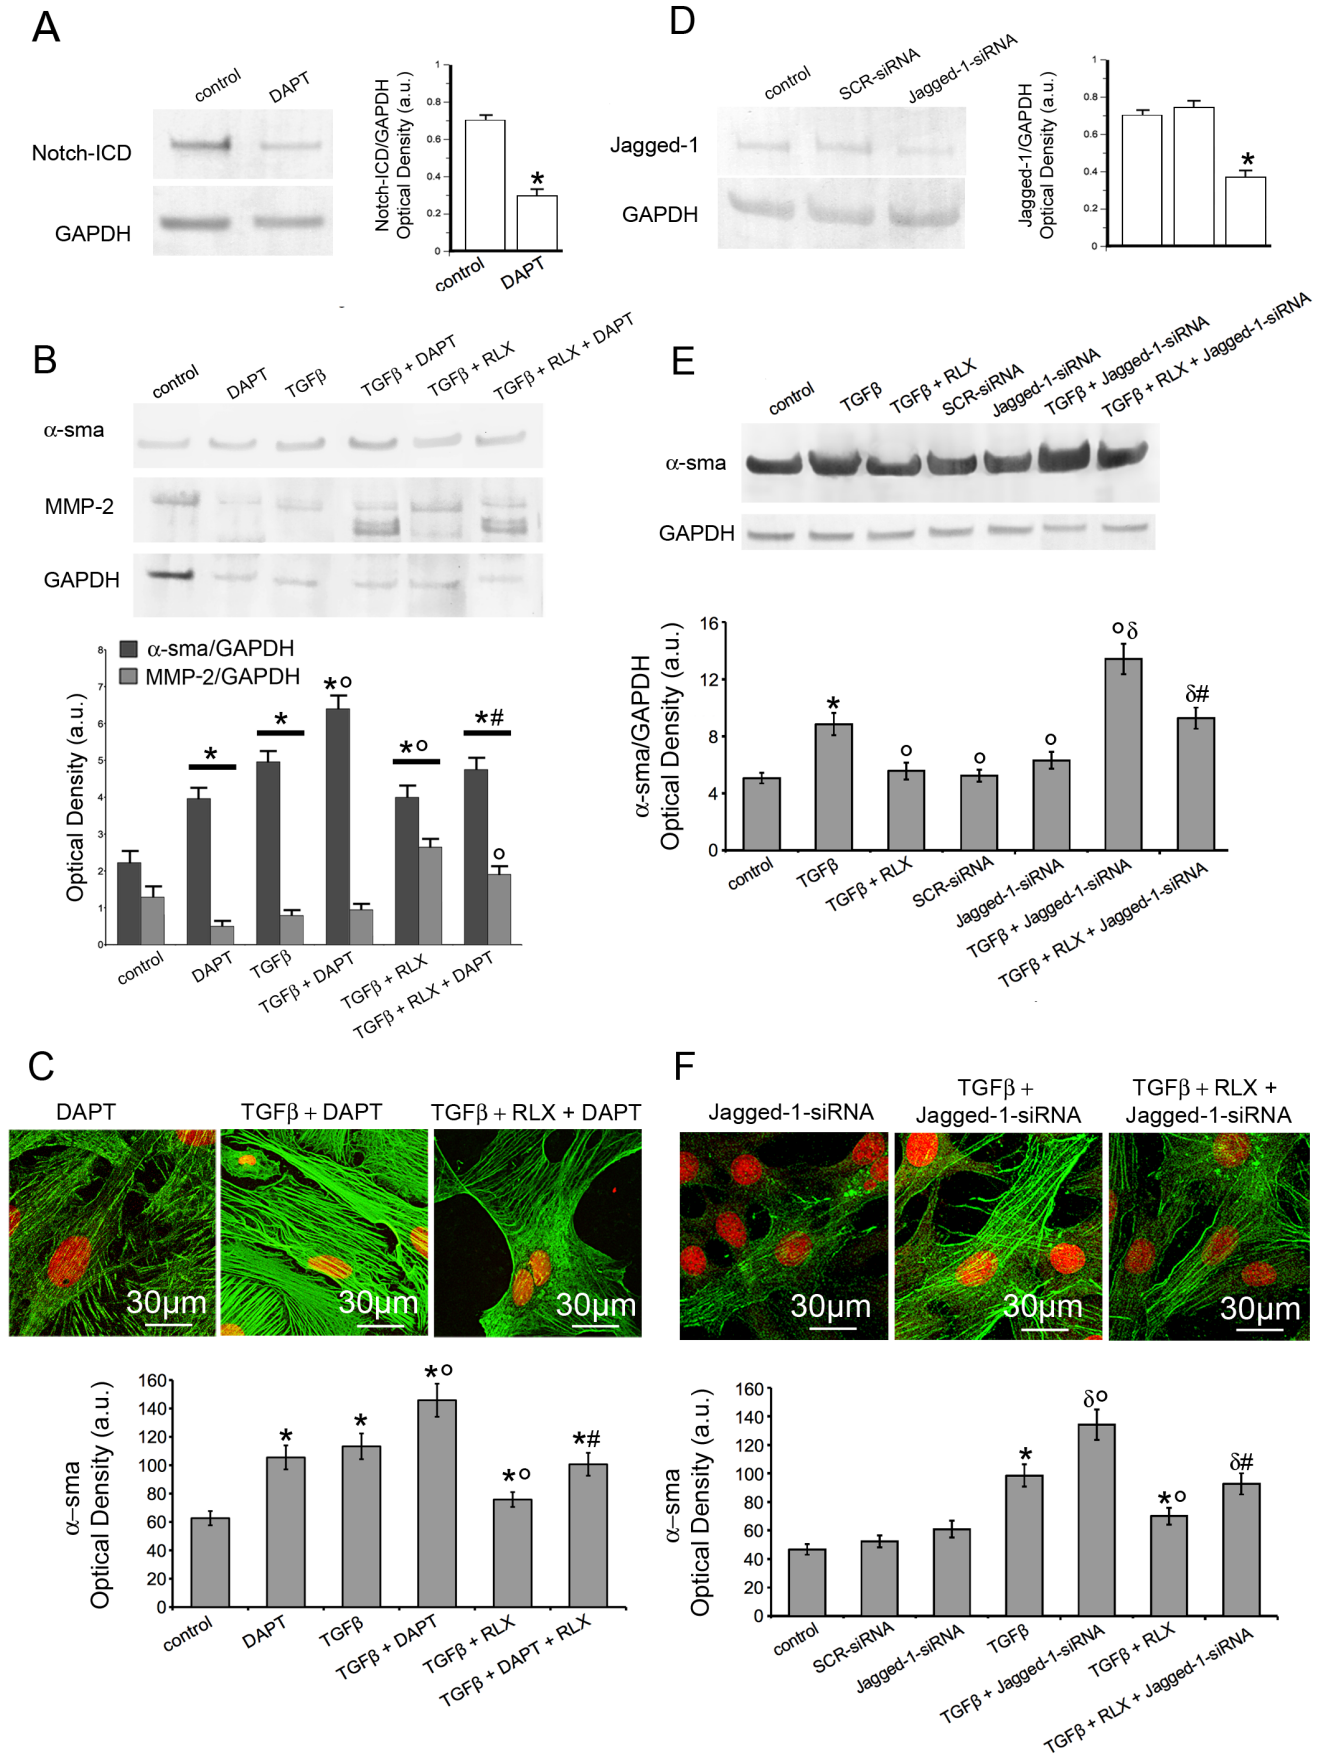 A
control
DAPT
Notch-ICD
GAPDH
Notch-ICD/GAPDH
Optical Density (a.u.)
1
0.8
0.6
0.4
0.2
0
*
control
DAPT
D
control
SCR-siRNA
Jagged-1-siRNA
Jagged-1
GAPDH
Jagged-1/GAPDH
Optical Density (a.u.)
1
0.8
0.6
0.4
0.2
0
*
B
control
DAPT
TGFβ
TGFβ + DAPT
TGFβ + RLX
TGFβ + RLX + DAPT
α-sma
MMP-2
GAPDH
α-sma/GAPDH
MMP-2/GAPDH
Optical Density (a.u.)
8
7
6
5
4
3
2
1
0
*
*
*○
*○
*#
○
control
DAPT
TGFβ
TGFβ + DAPT
TGFβ + RLX
TGFβ + RLX + DAPT
E
control
TGFβ
TGFβ + RLX
SCR-siRNA
Jagged-1-siRNA
TGFβ + Jagged-1-siRNA
TGFβ + RLX + Jagged-1-siRNA
α-sma
GAPDH
α-sma/GAPDH
Optical Density (a.u.)
16
12
8
4
0
*
○
○
○
○δ
δ#
control
TGFβ
TGFβ + RLX
SCR-siRNA
Jagged-1-siRNA
TGFβ + Jagged-1-siRNA
TGFβ + RLX + Jagged-1-siRNA
C
DAPT
TGFβ + DAPT
TGFβ + RLX + DAPT
30µm
30µm
30µm
α–sma
Optical Density (a.u.)
160
140
120
100
80
60
40
20
0
*
*
*○
*○
*#
control
DAPT
TGFβ
TGFβ + DAPT
TGFβ + RLX
TGFβ + DAPT + RLX
F
Jagged-1-siRNA
TGFβ +
Jagged-1-siRNA
TGFβ + RLX +
Jagged-1-siRNA
30µm
30µm
30µm
α–sma
Optical Density (a.u.)
160
140
120
100
80
60
40
20
0
*
δ○
*○
δ#
control
SCR-siRNA
Jagged-1-siRNA
TGFβ
TGFβ + Jagged-1-siRNA
TGFβ + RLX
TGFβ + RLX + Jagged-1-siRNA